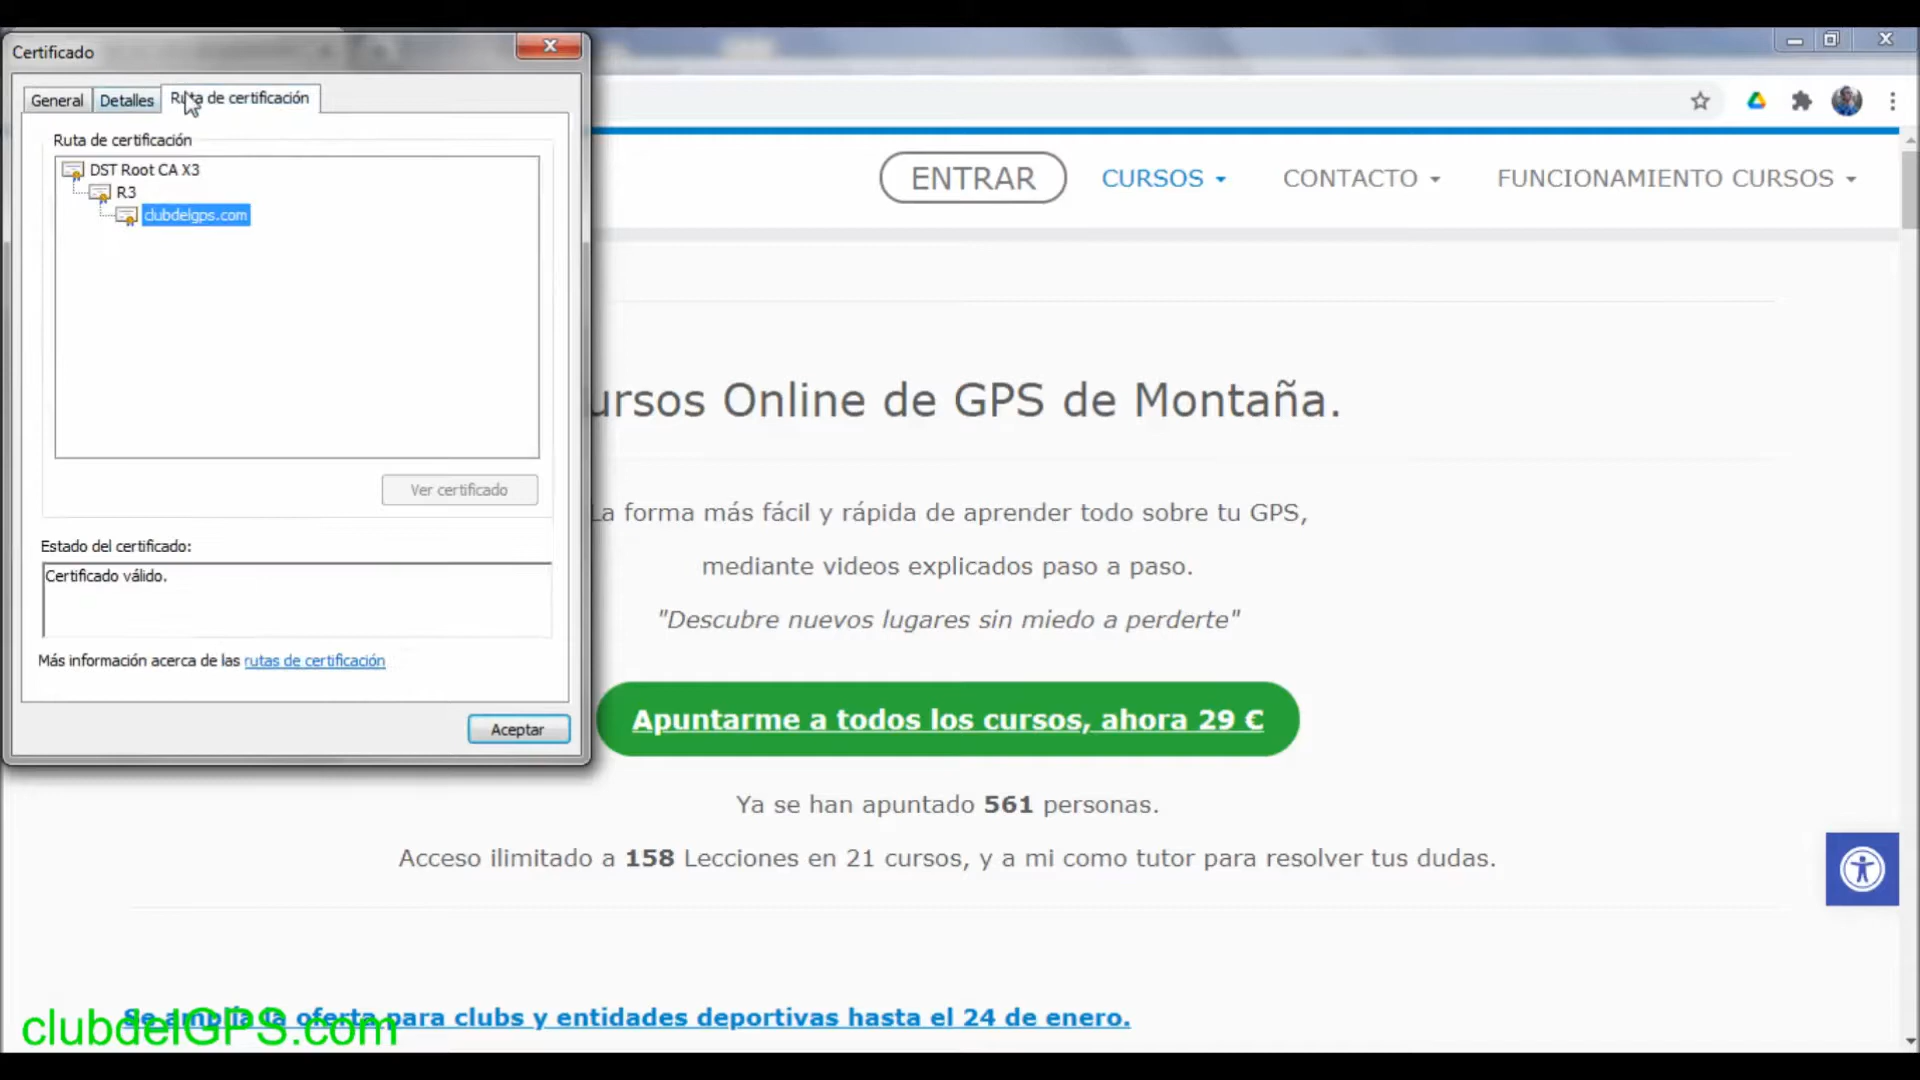 Certificado
General
Detalles
Ruta de certificación
Ruta de certificación
DST Root CA X3
R3
clubdelgps.com
Ver certificado
Estado del certificado:
Certificado válido.
Más información acerca de las rutas de certificación
Aceptar
ENTRAR
CURSOS
CONTACTO
FUNCIONAMIENTO CURSOS
ursos Online de GPS de Montaña.
La forma más fácil y rápida de aprender todo sobre tu GPS,
mediante videos explicados paso a paso.
"Descubre nuevos lugares sin miedo a perderte"
Apuntarme a todos los cursos, ahora 29 €
Ya se han apuntado 561 personas.
Acceso ilimitado a 158 Lecciones en 21 cursos, y a mi como tutor para resolver tus dudas.
Se amplía la oferta para clubs y entidades deportivas hasta el 24 de enero.
clubdelGPS.com